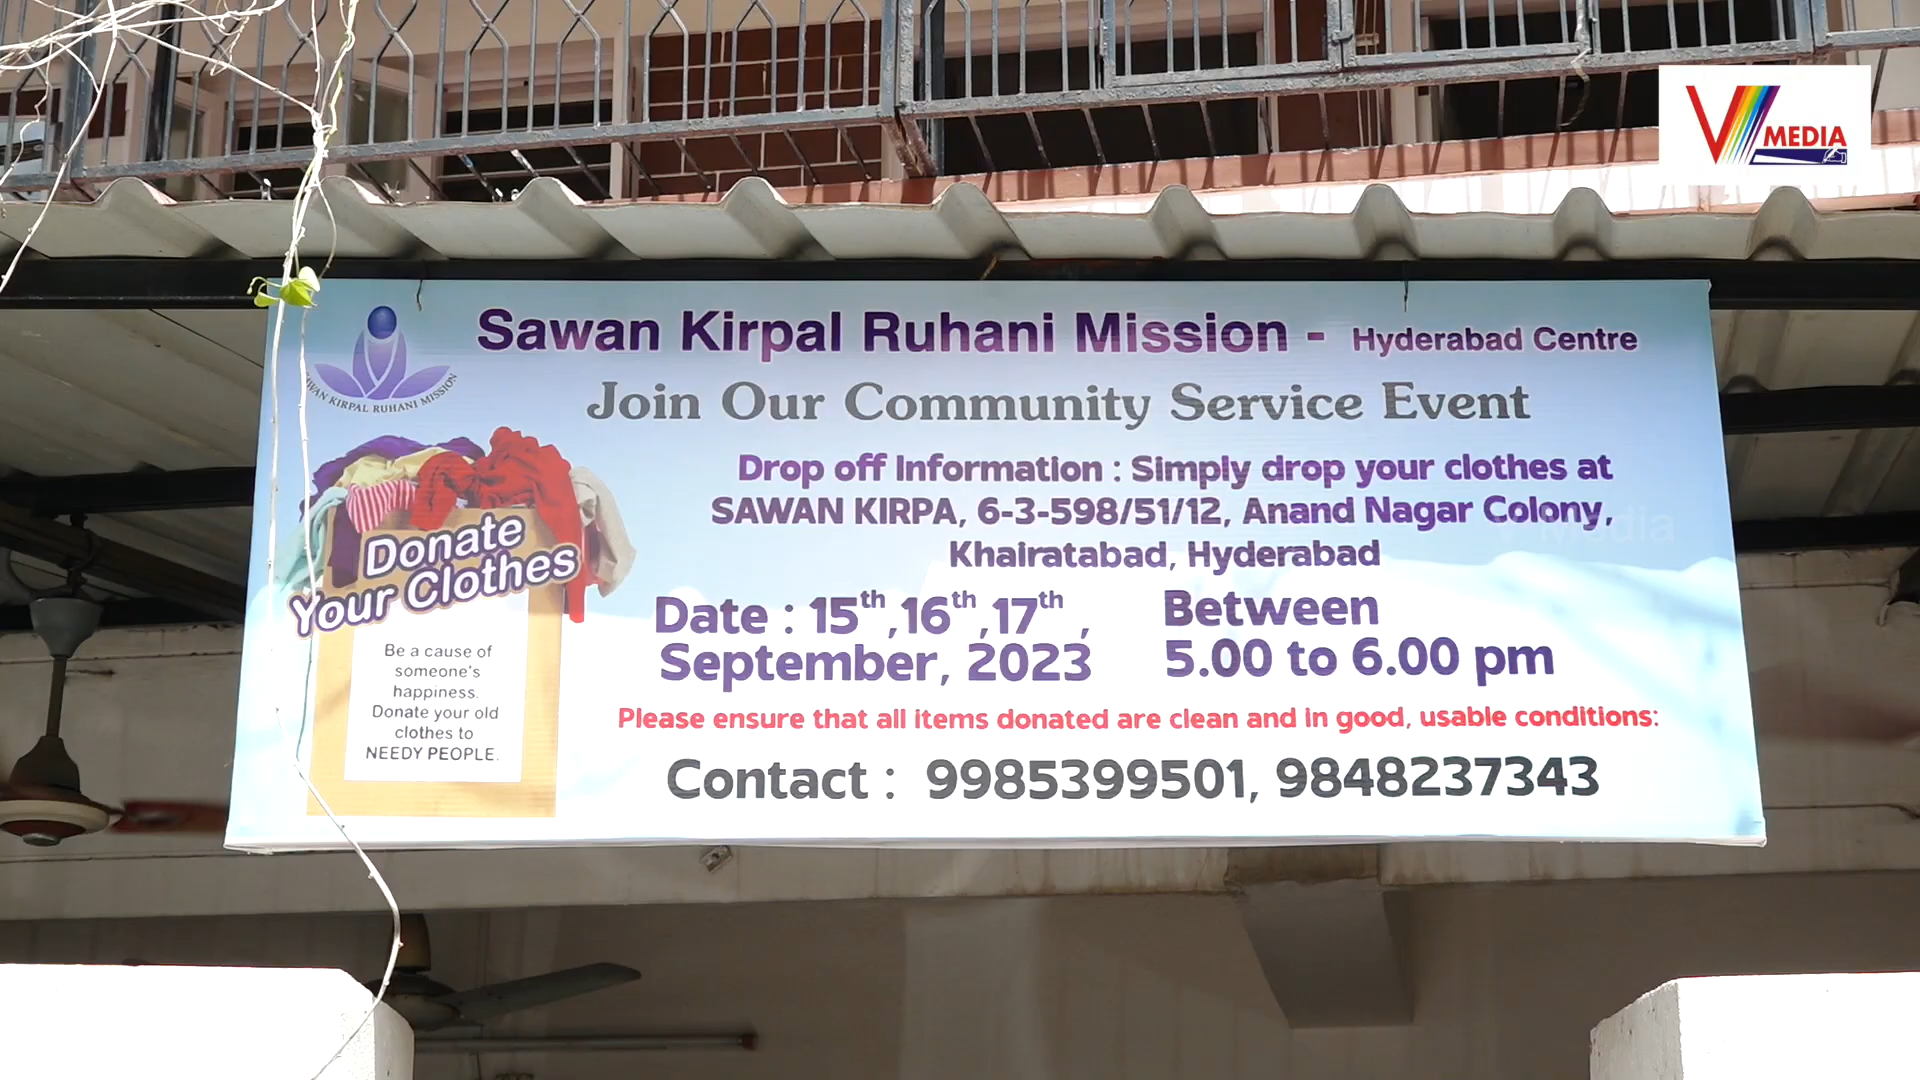 V MEDIA
Sawan Kirpal Ruhani Mission - Hyderabad Centre
SAWAN KIRPAL RUHANI MISSION
Join Our Community Service Event
Drop off Information : Simply drop your clothes at
SAWAN KIRPA, 6-3-598/51/12, Anand Nagar Colony,
Khairatabad, Hyderabad
V Media
Donate
Your Clothes
Be a cause of
someone's
happiness.
Donate your old
clothes to
NEEDY PEOPLE.
Date : 15th ,16th ,17th ,
September, 2023
Between
5.00 to 6.00 pm
Please ensure that all items donated are clean and in good, usable conditions:
Contact : 9985399501, 9848237343